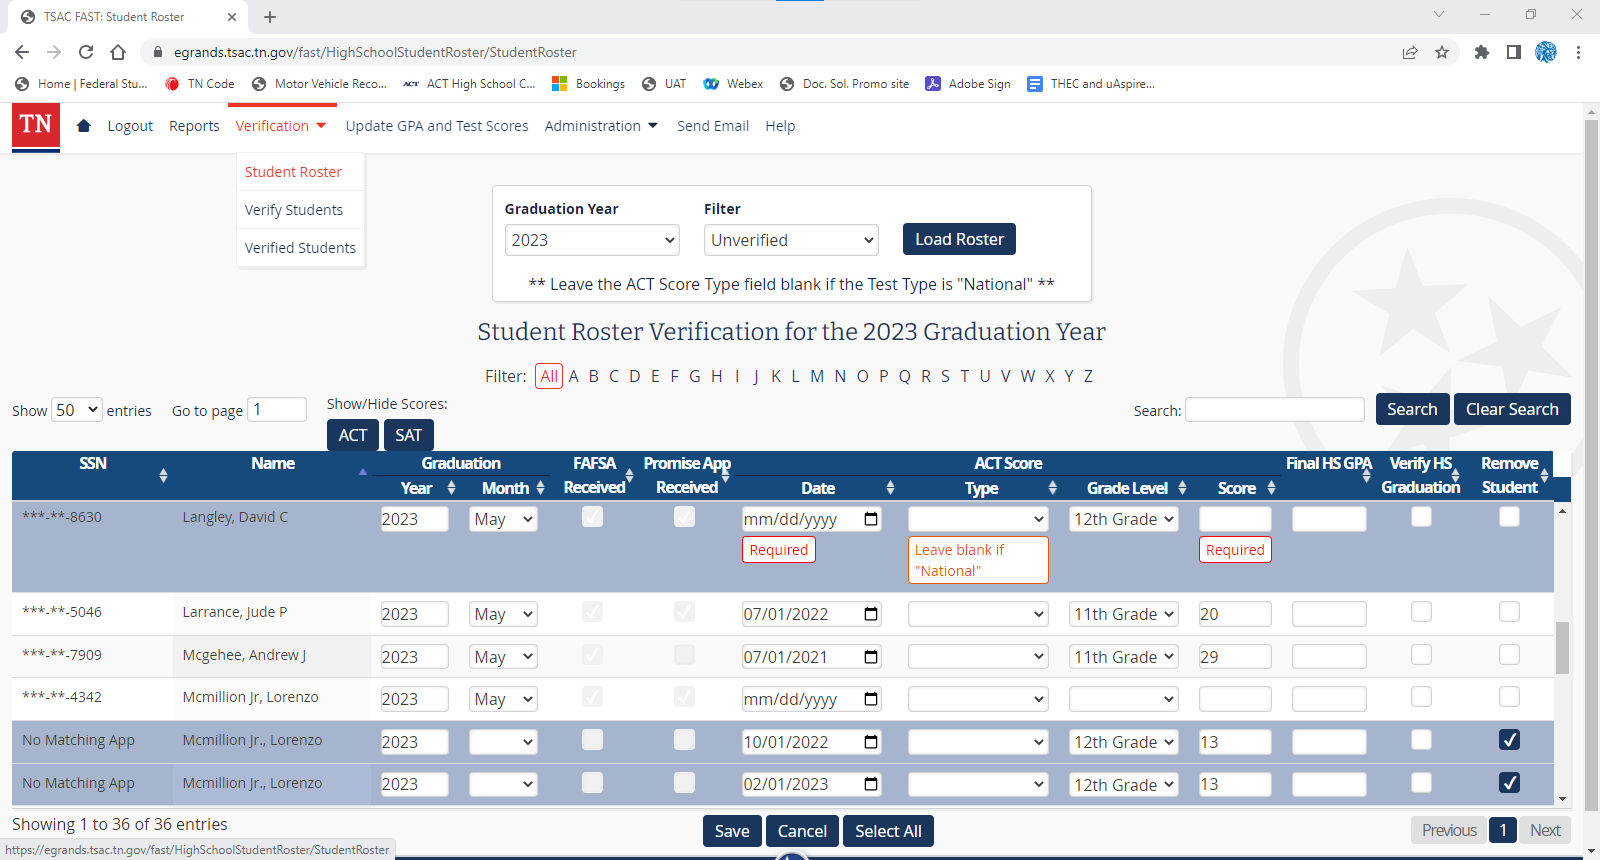 TSAC FAST: Student Roster
egrands.tsac.tn.gov/fast/HighSchoolStudentRoster/StudentRoster
Home | Federal Stu... TN Code Motor Vehicle Reco... ACT ACT High School C... Bookings UAT Webex Doc. Sol. Promo site Adobe Sign THEC and uAspire...
TN Logout Reports Verification Update GPA and Test Scores Administration Send Email Help
Student Roster
Verify Students
Verified Students
Graduation Year Filter
2023 Unverified Load Roster
** Leave the ACT Score Type field blank if the Test Type is "National" **
Student Roster Verification for the 2023 Graduation Year
Filter: All A B C D E F G H I J K L M N O P Q R S T U V W X Y Z
Show 50 entries Go to page 1 Show/Hide Scores: Search: Search Clear Search
ACT SAT
SSN Name Graduation FAFSA Promise App ACT Score Final HS GPA Verify HS Remove
Year Month Received Received Date Type Grade Level Score Graduation Student
***-**-8630 Langley, David C 2023 May mm/dd/yyyy 12th Grade
Required Leave blank if Required
"National"
***-**-5046 Larrance, Jude P 2023 May 07/01/2022 11th Grade 20
***-**-7909 Mcgehee, Andrew J 2023 May 07/01/2021 11th Grade 29
***-**-4342 Mcmillion Jr, Lorenzo 2023 May mm/dd/yyyy
No Matching App Mcmillion Jr., Lorenzo 2023 10/01/2022 12th Grade 13
No Matching App Mcmillion Jr., Lorenzo 2023 02/01/2023 12th Grade 13
Showing 1 to 36 of 36 entries Save Cancel Select All Previous 1 Next
https://egrands.tsac.tn.gov/fast/HighSchoolStudentRoster/StudentRoster